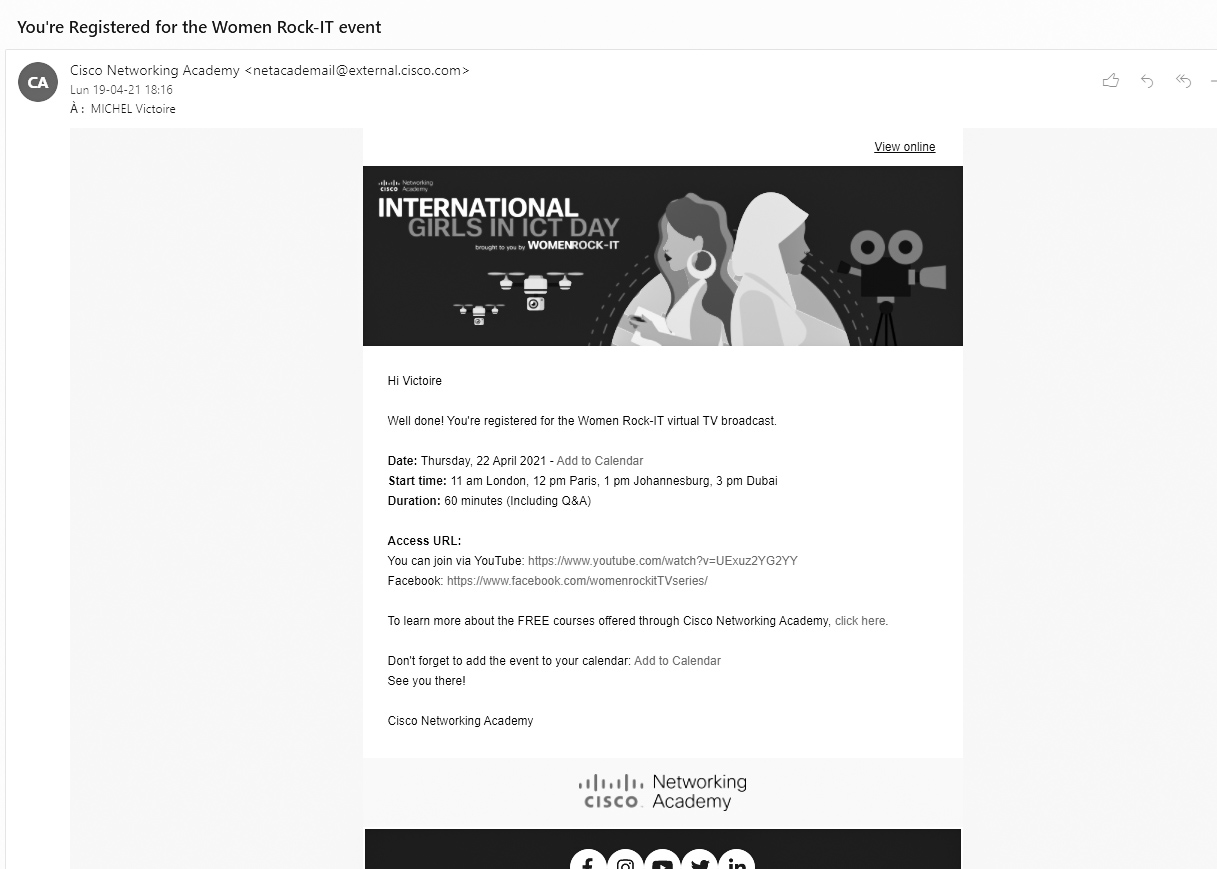 You're Registered for the Women Rock-IT event
CA
Cisco Networking Academy <netacademail@external.cisco.com>
Lun 19-04-21 18:16
À : MICHEL Victoire
View online
CISCO Networking Academy
INTERNATIONAL
GIRLS IN ICT DAY
brought to you by WOMENROCK-IT
Hi Victoire
Well done! You're registered for the Women Rock-IT virtual TV broadcast.
Date: Thursday, 22 April 2021 - Add to Calendar
Start time: 11 am London, 12 pm Paris, 1 pm Johannesburg, 3 pm Dubai
Duration: 60 minutes (Including Q&A)
Access URL:
You can join via YouTube: https://www.youtube.com/watch?v=UExuz2YG2YY
Facebook: https://www.facebook.com/womenrockitTVseries/
To learn more about the FREE courses offered through Cisco Networking Academy, click here.
Don't forget to add the event to your calendar: Add to Calendar
See you there!
Cisco Networking Academy
Networking
CISCO Academy